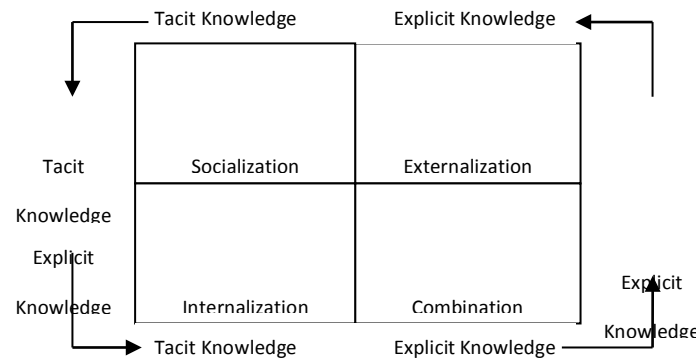 Tacit Knowledge Explicit Knowledge
Tacit Socialization Externalization
Knowledge
Explicit
Explicit
Knowledge Internalization Combination
Knowledge
Tacit Knowledge Explicit Knowledge